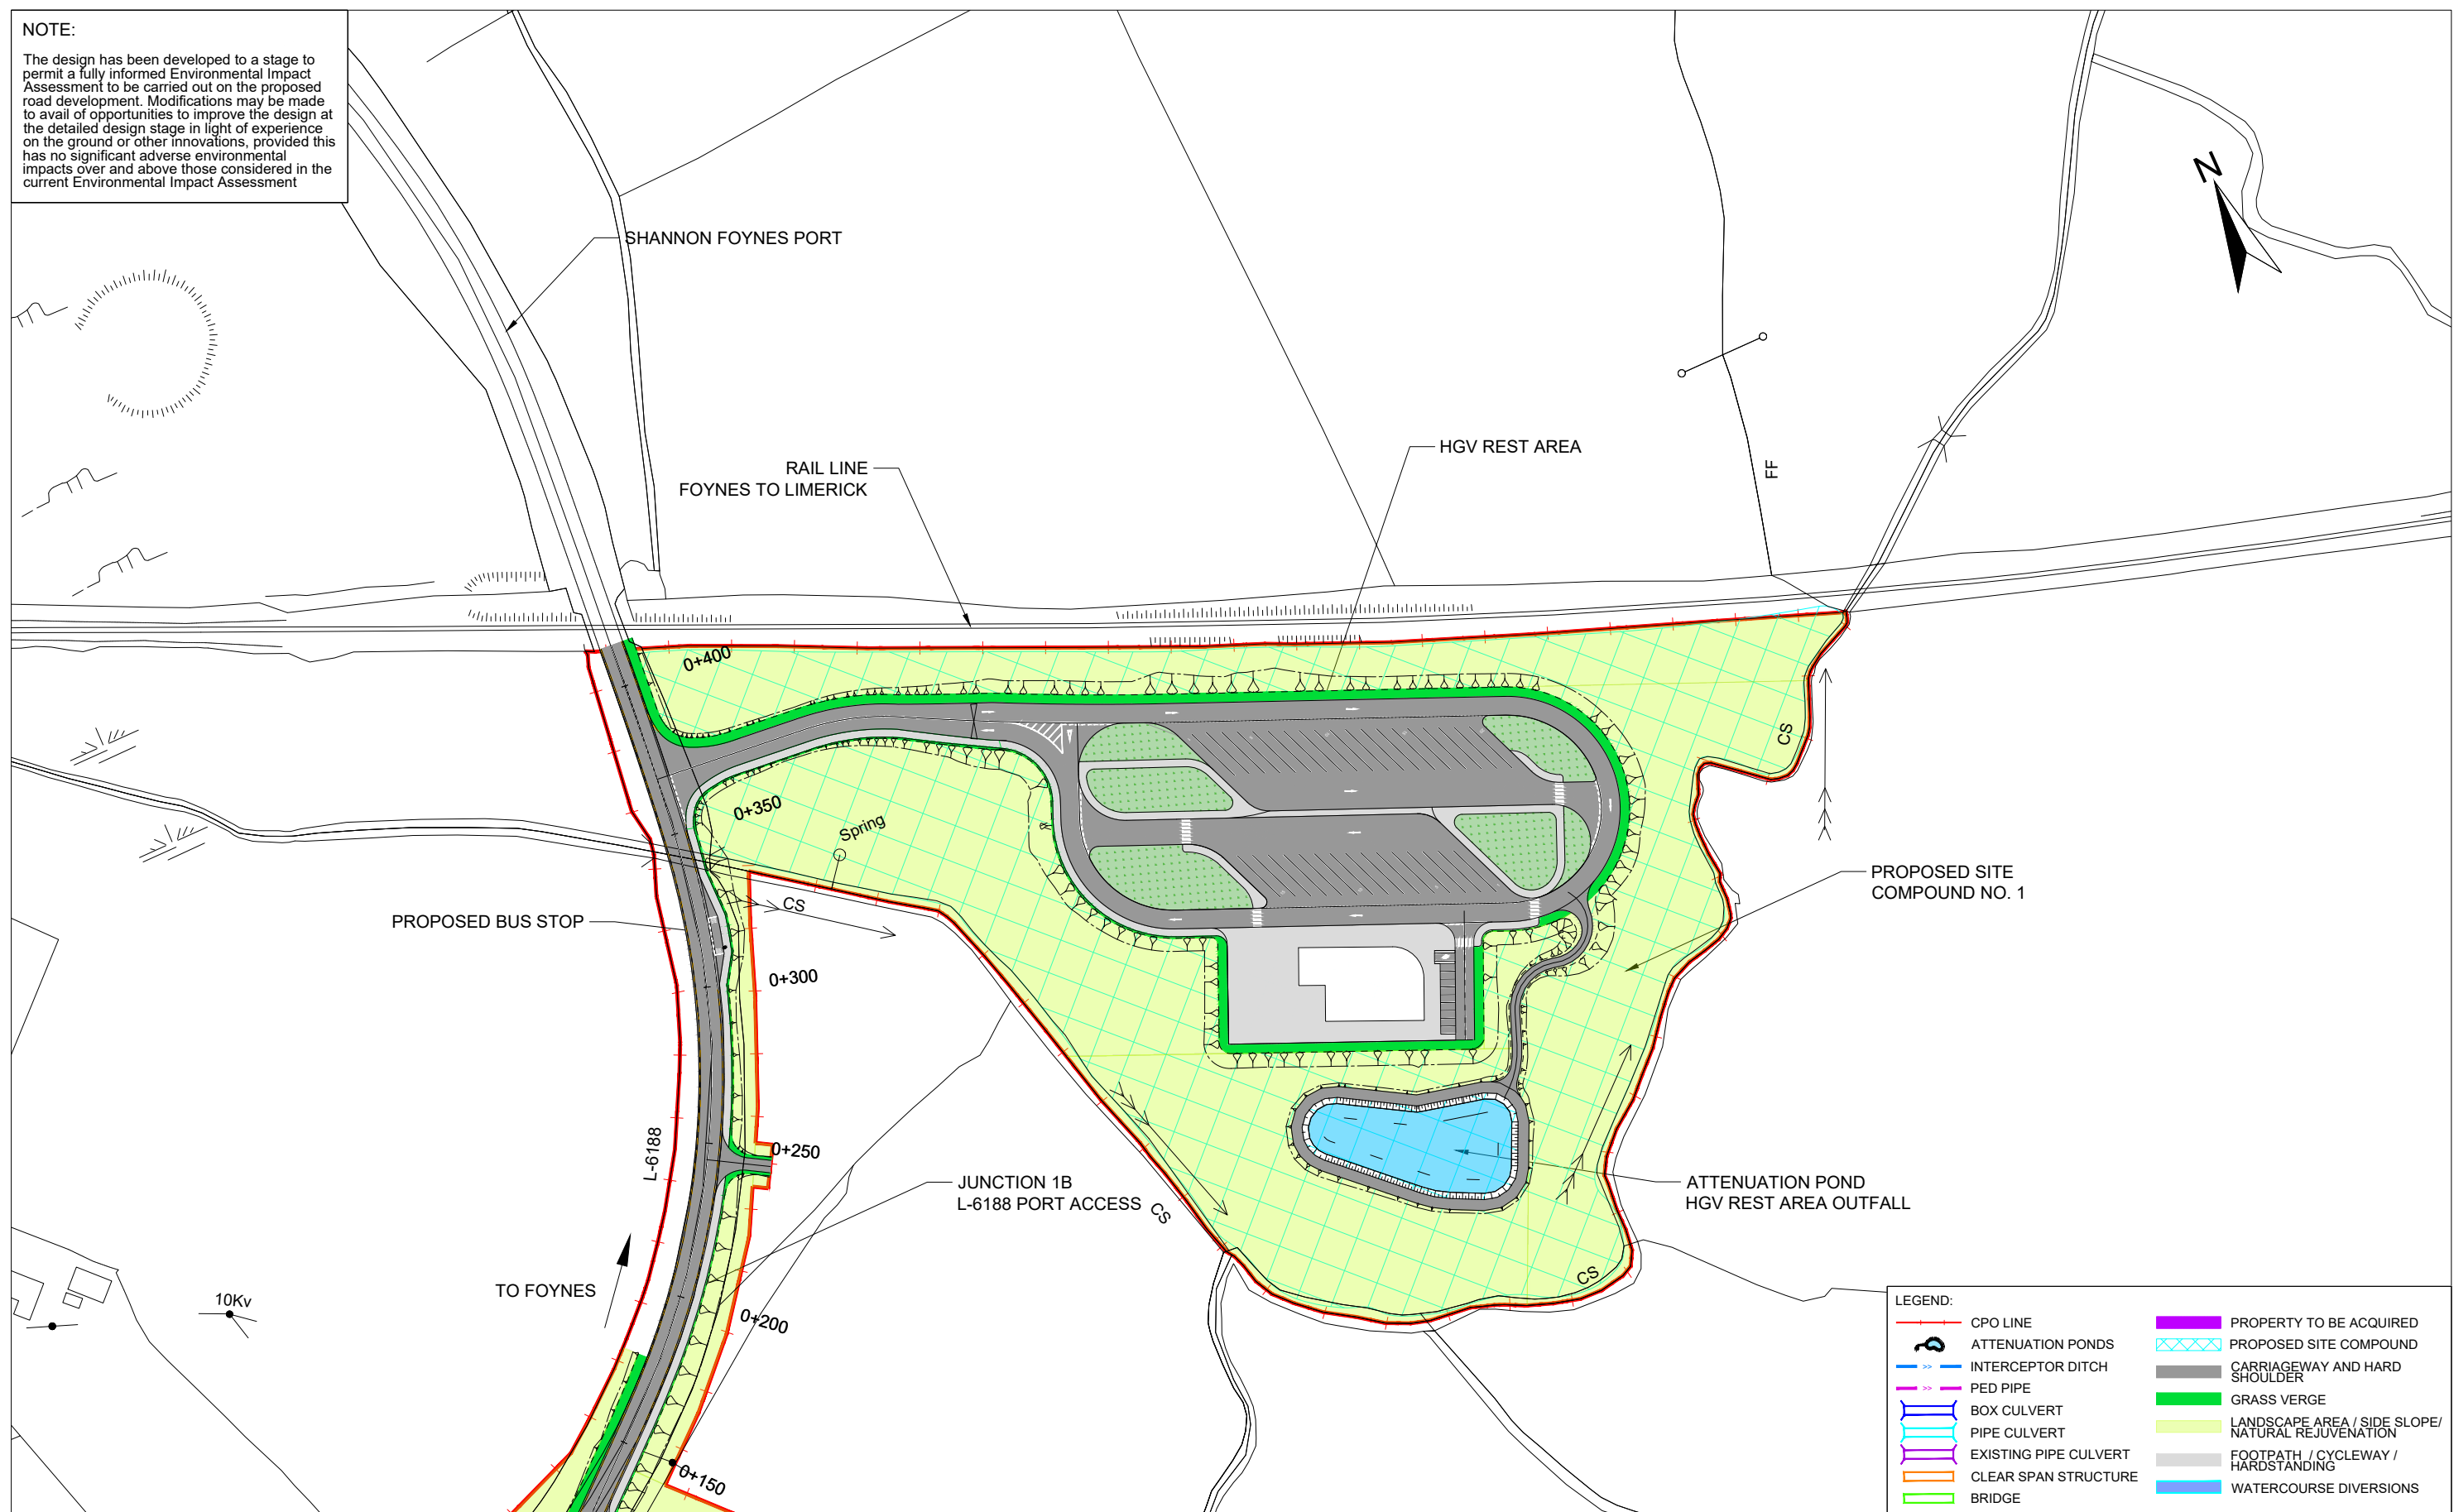 NOTE:
The design has been developed to a stage to
permit a fully informed Environmental Impact
Assessment to be carried out on the proposed
road development. Modifications may be made
to avail of opportunities to improve the design at
the detailed design stage in light of experience
on the ground or other innovations, provided this
has no significant adverse environmental
impacts over and above those considered in the
current Environmental Impact Assessment
N
SHANNON FOYNES PORT
HGV REST AREA
RAIL LINE
FOYNES TO LIMERICK
FF
0+400
CS
0+350
Spring
PROPOSED SITE
COMPOUND NO. 1
CS
PROPOSED BUS STOP
0+300
L-6188
0+250
JUNCTION 1B
L-6188 PORT ACCESS
CS
ATTENUATION POND
HGV REST AREA OUTFALL
TO FOYNES
CS
10Kv
0+200
0+150
LEGEND:
CPO LINE
ATTENUATION PONDS
>> INTERCEPTOR DITCH
>> PED PIPE
BOX CULVERT
PIPE CULVERT
EXISTING PIPE CULVERT
CLEAR SPAN STRUCTURE
BRIDGE
PROPERTY TO BE ACQUIRED
PROPOSED SITE COMPOUND
CARRIAGEWAY AND HARD
SHOULDER
GRASS VERGE
LANDSCAPE AREA / SIDE SLOPE/
NATURAL REJUVENATION
FOOTPATH / CYCLEWAY /
HARDSTANDING
WATERCOURSE DIVERSIONS